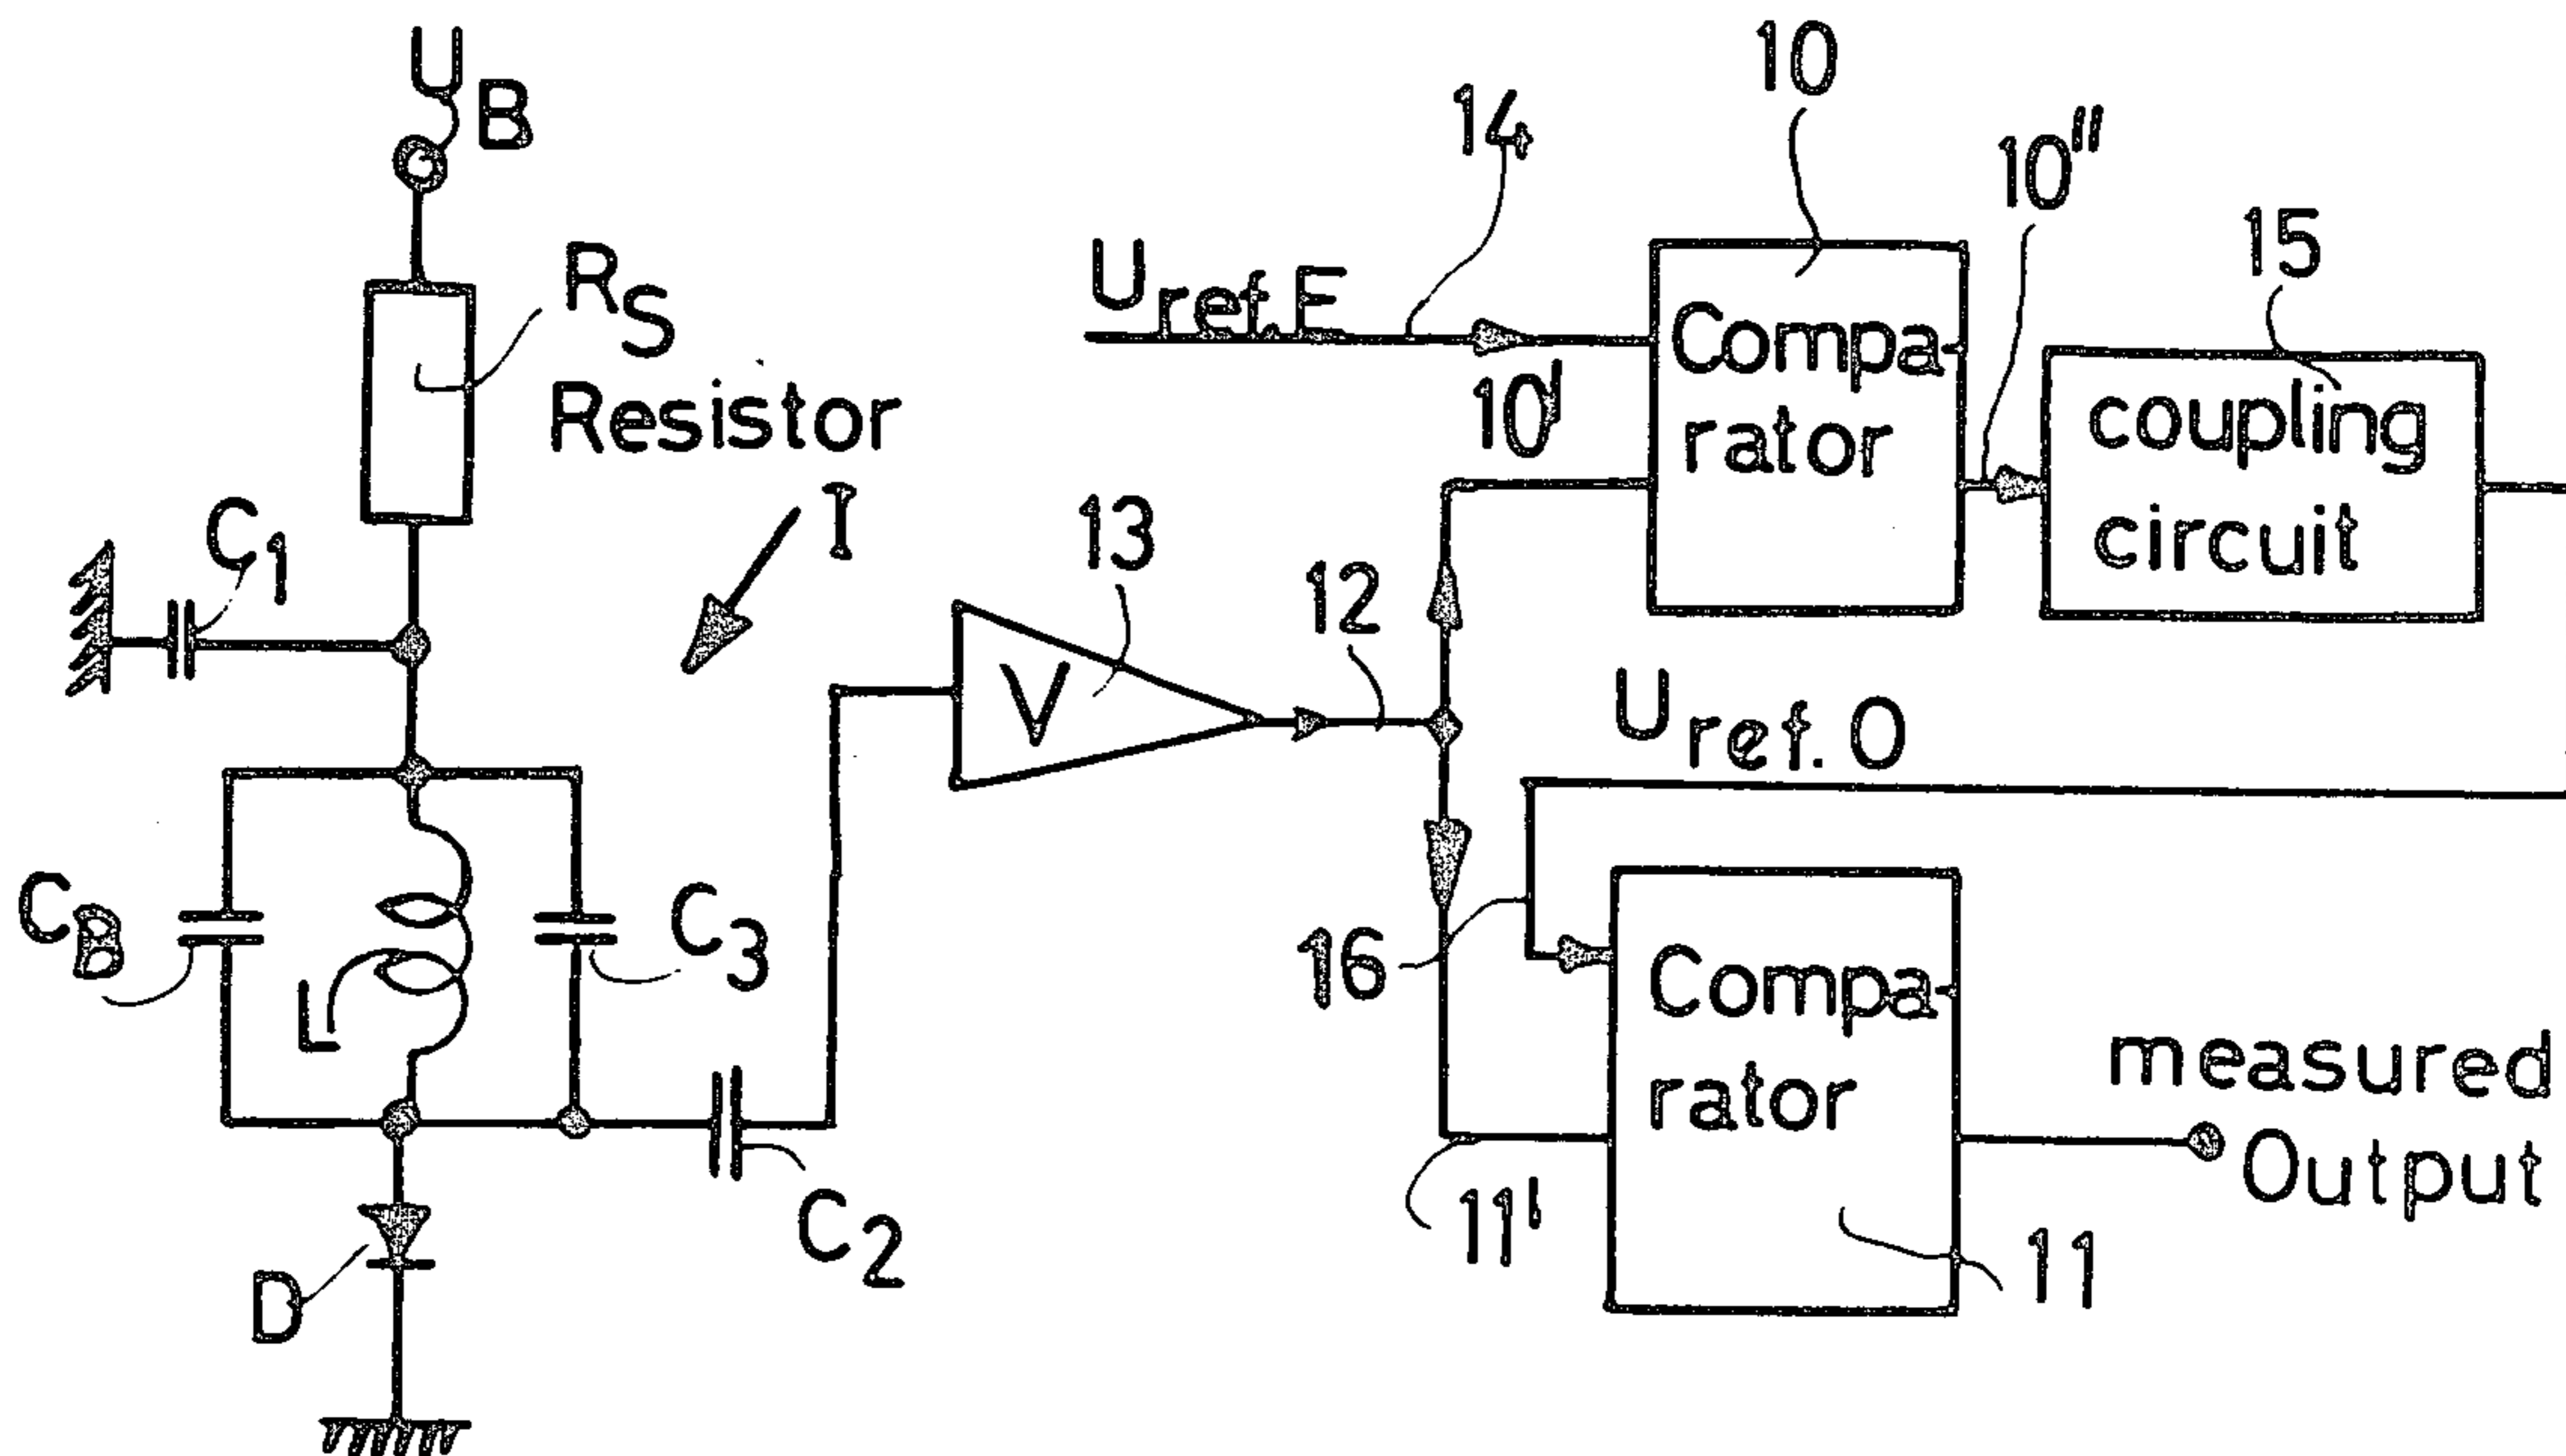 U_B
R_S
Resistor
I
C_1
C_3
L
C_2
D
13
V
12
14
U_ref.E
10
10'
Compa-
rator
10"
15
coupling
circuit
U_ref.0
16
Compa-
rator
11'
11
measured
Output